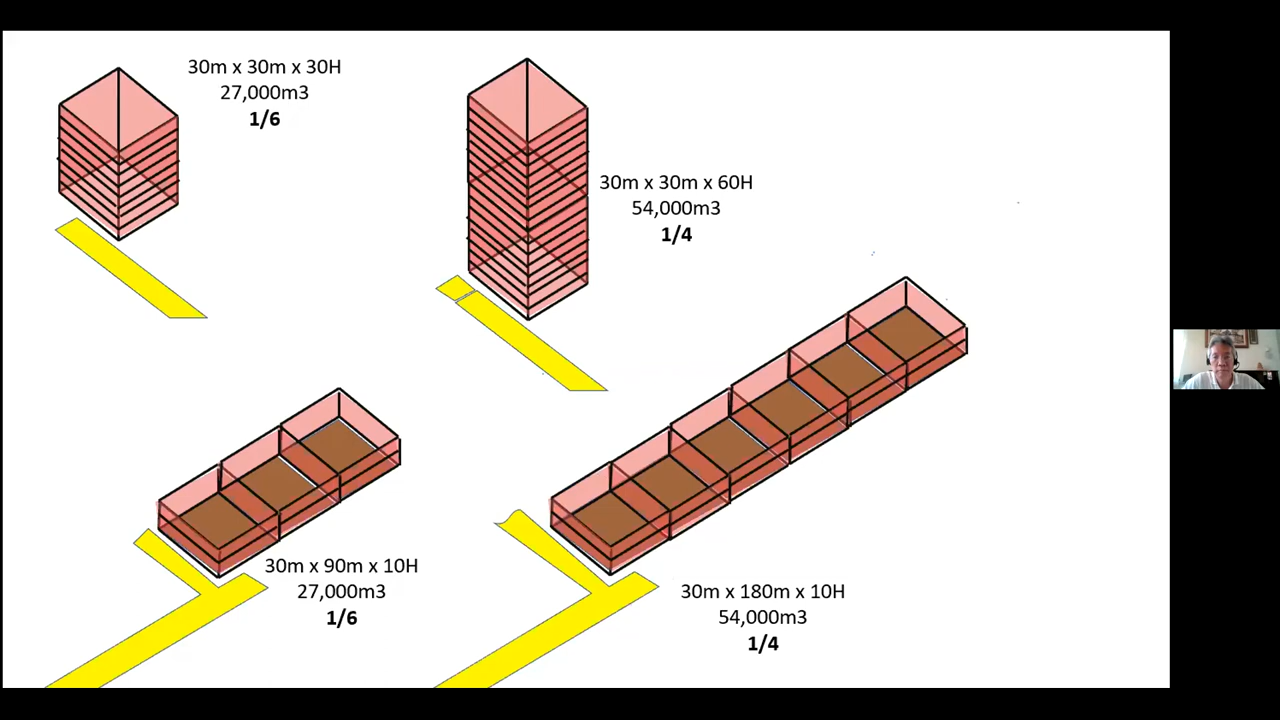 30m x 30m x 30H
27,000m3
1/6
30m x 30m x 60H
54,000m3
1/4
30m x 90m x 10H
27,000m3
1/6
30m x 180m x 10H
54,000m3
1/4